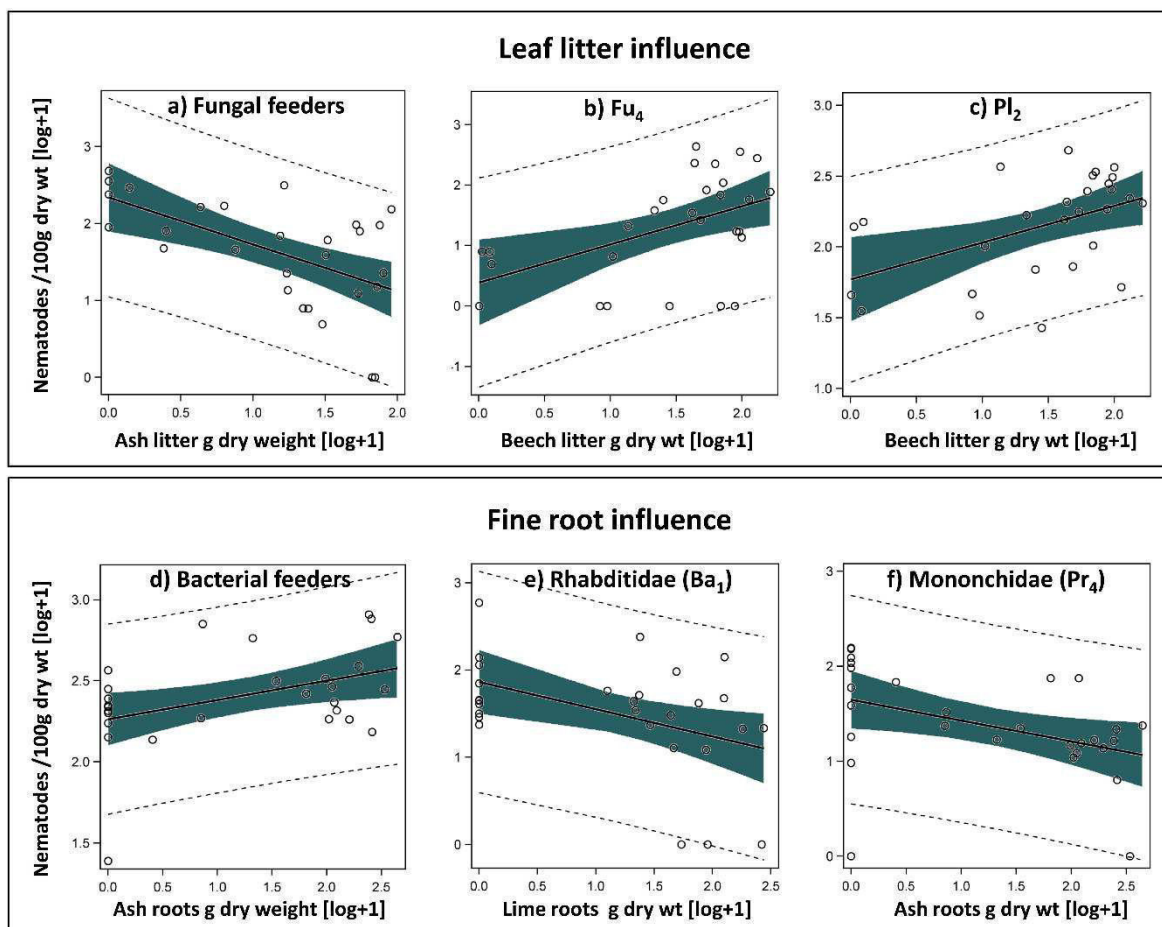 Leaf litter influence
Nematodes /100g dry wt [log+1]
a) Fungal feeders
3
2
1
0
0.0 0.5 1.0 1.5 2.0
Ash litter g dry weight [log+1]
b) Fu₄
3
2
1
0
-1
0.0 0.5 1.0 1.5 2.0
Beech litter g dry wt [log+1]
c) Pl₂
3.0
2.5
2.0
1.5
1.0
0.0 0.5 1.0 1.5 2.0
Beech litter g dry wt [log+1]
Fine root influence
Nematodes /100g dry wt [log+1]
d) Bacterial feeders
3.0
2.5
2.0
1.5
0.0 0.5 1.0 1.5 2.0 2.5
Ash roots g dry weight [log+1]
e) Rhabditidae (Ba₁)
3
2
1
0
0.0 0.5 1.0 1.5 2.0 2.5
Lime roots g dry wt [log+1]
f) Mononchidae (Pr₄)
3
2
1
0
0.0 0.5 1.0 1.5 2.0 2.5
Ash roots g dry wt [log+1]